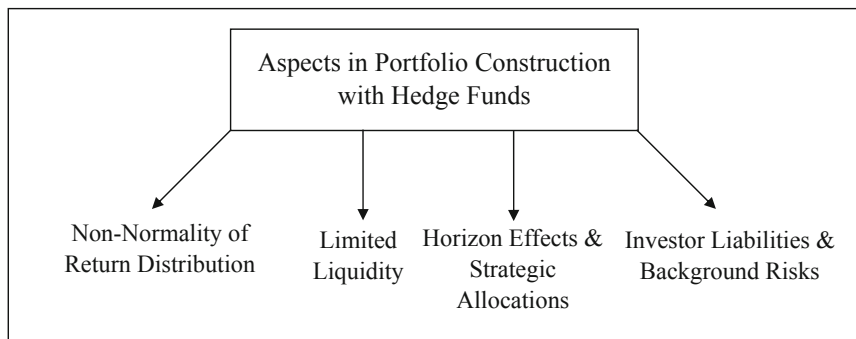 Aspects in Portfolio Construction
with Hedge Funds
Non-Normality of
Return Distribution
Limited
Liquidity
Horizon Effects &
Strategic
Allocations
Investor Liabilities &
Background Risks